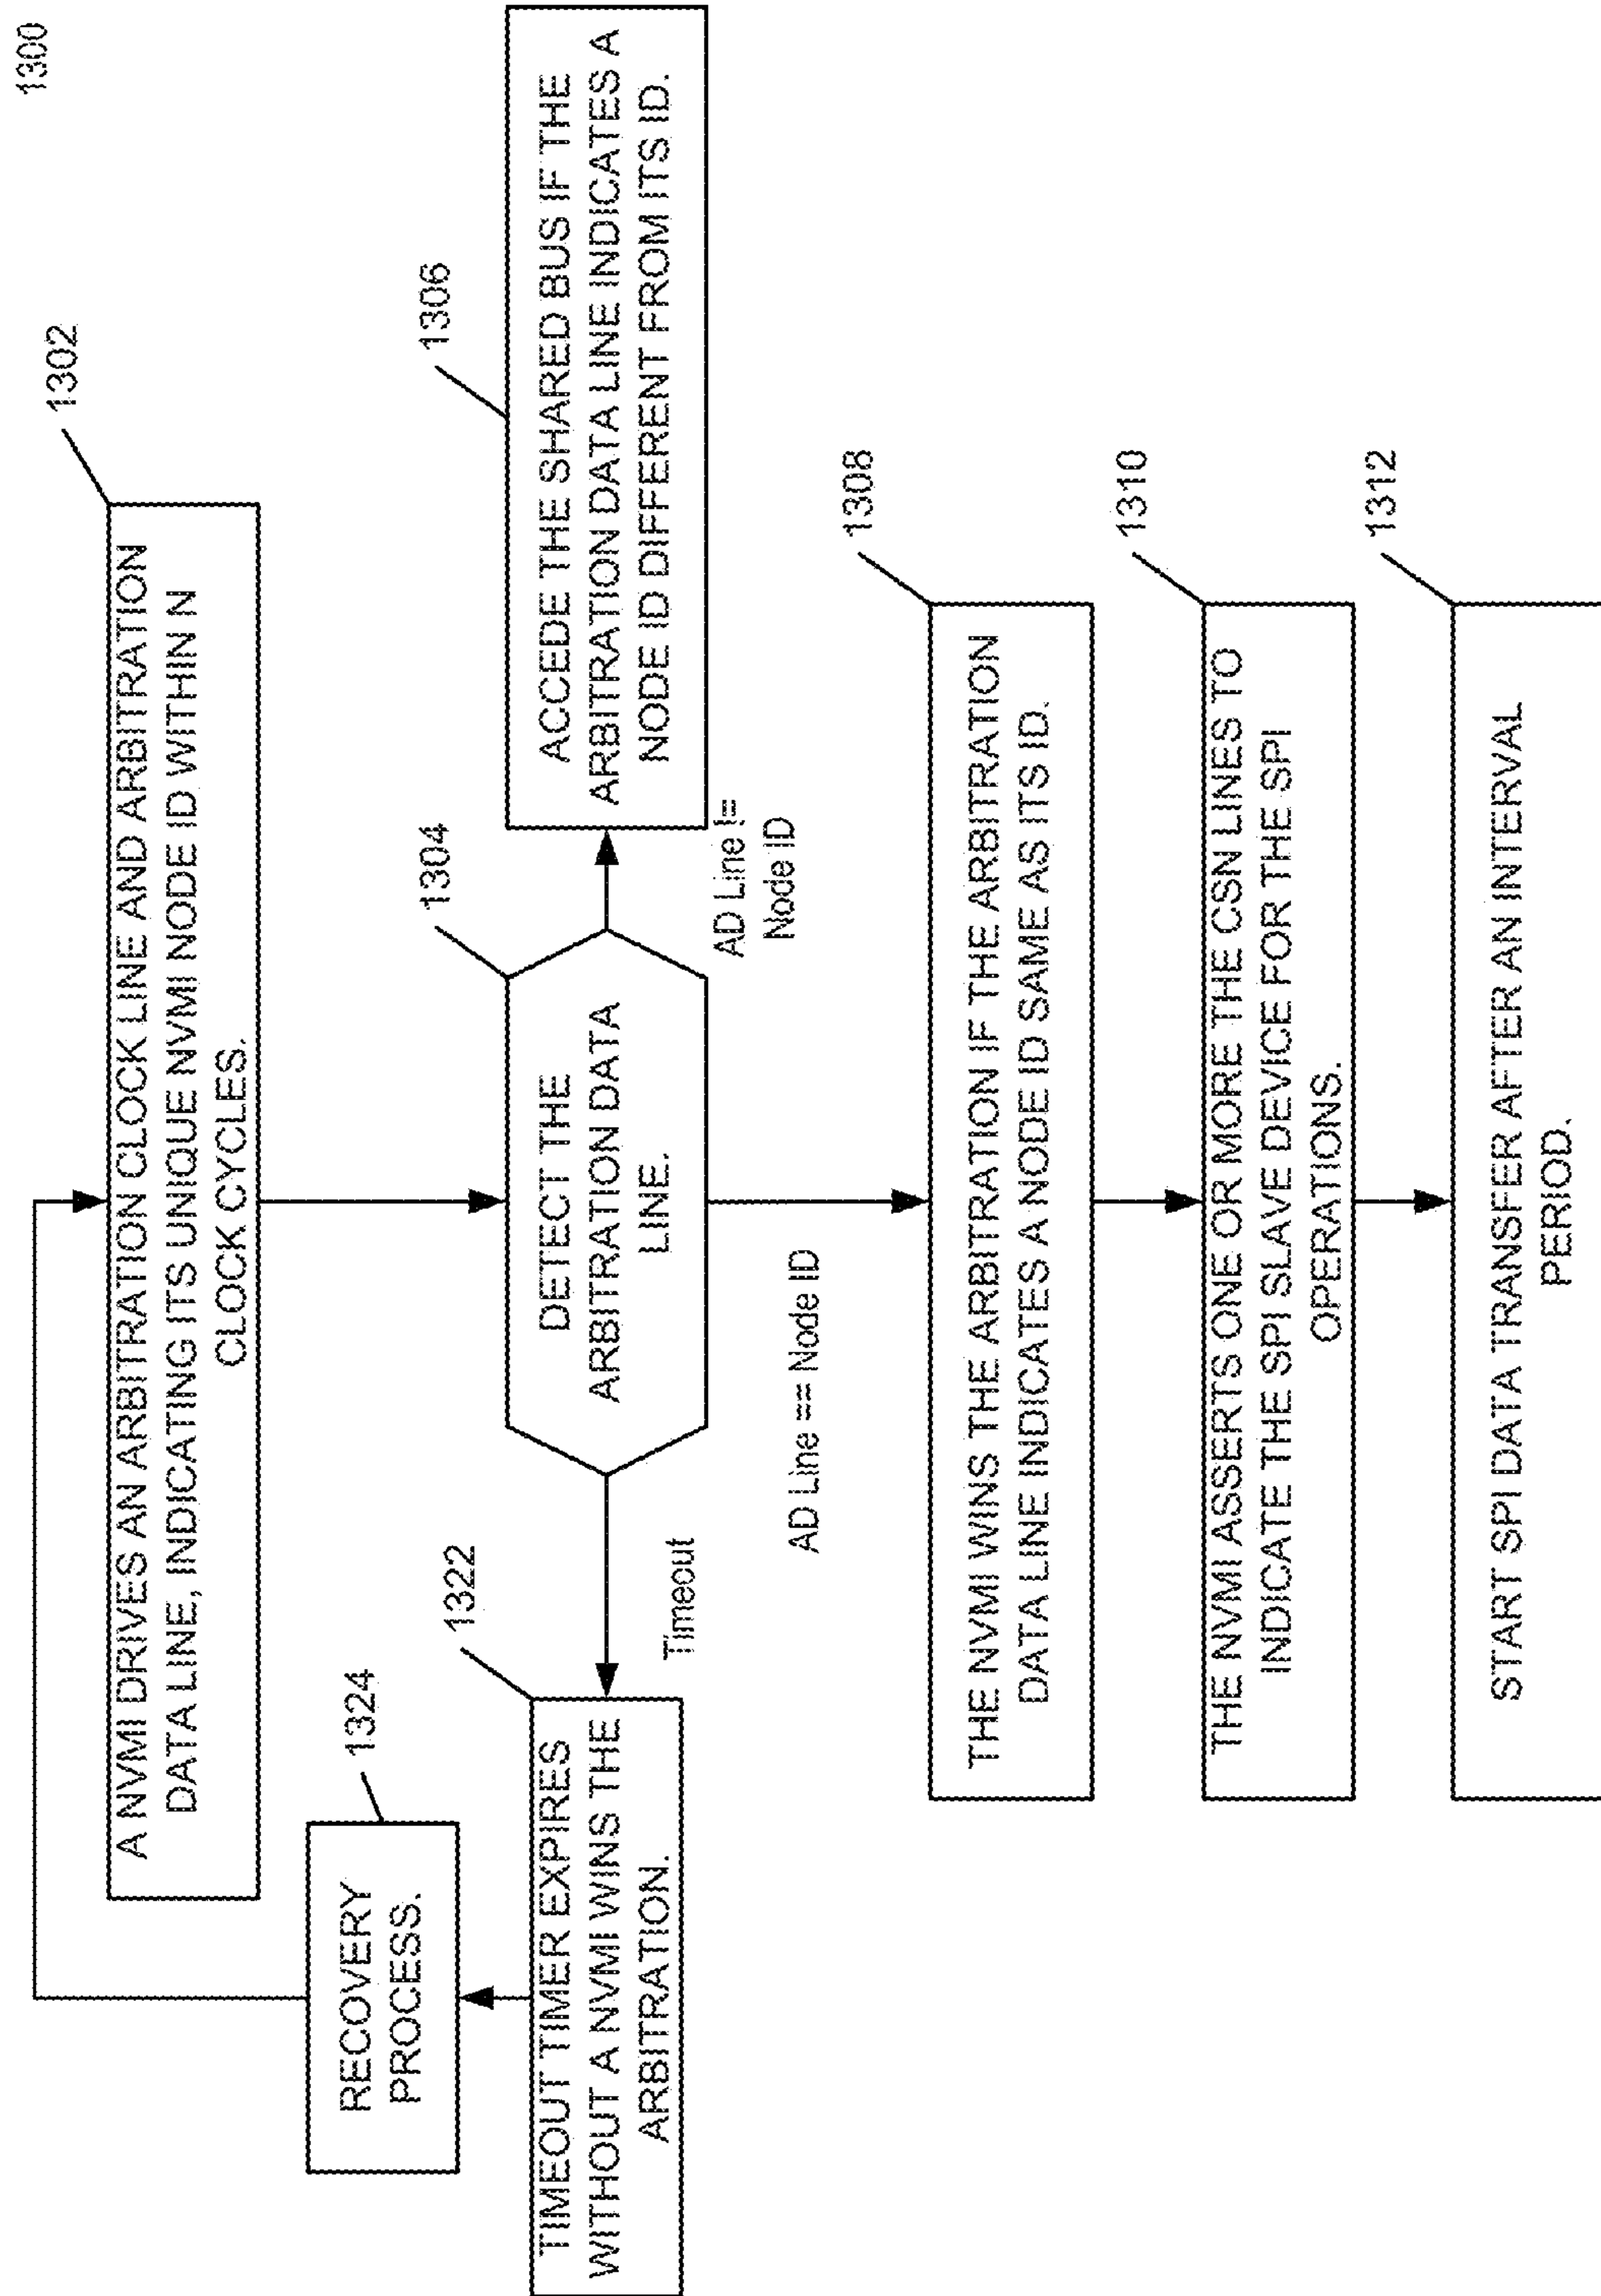 1300
1302
A NVMI DRIVES AN ARBITRATION CLOCK LINE AND ARBITRATION
DATA LINE, INDICATING ITS UNIQUE NVMI NODE ID WITHIN N
CLOCK CYCLES.
1324
RECOVERY
PROCESS.
1322
TIMEOUT TIMER EXPIRES
WITHOUT A NVMI WINS THE
ARBITRATION.
Timeout
1304
DETECT THE
ARBITRATION DATA
LINE.
AD Line !=
Node ID
1306
ACCEDE THE SHARED BUS IF THE
ARBITRATION DATA LINE INDICATES A
NODE ID DIFFERENT FROM ITS ID.
AD Line == Node ID
1308
THE NVMI WINS THE ARBITRATION IF THE ARBITRATION
DATA LINE INDICATES A NODE ID SAME AS ITS ID.
1310
THE NVMI ASSERTS ONE OR MORE THE CSN LINES TO
INDICATE THE SPI SLAVE DEVICE FOR THE SPI
OPERATIONS.
1312
START SPI DATA TRANSFER AFTER AN INTERVAL
PERIOD.